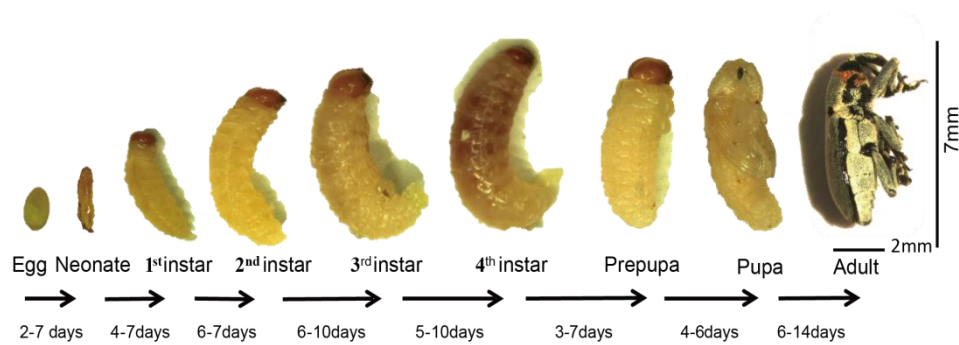 7mm
2mm
Egg Neonate 1st instar 2nd instar 3rd instar 4th instar Prepupa Pupa Adult
2-7 days 4-7days 6-7days 6-10days 5-10days 3-7days 4-6days 6-14days